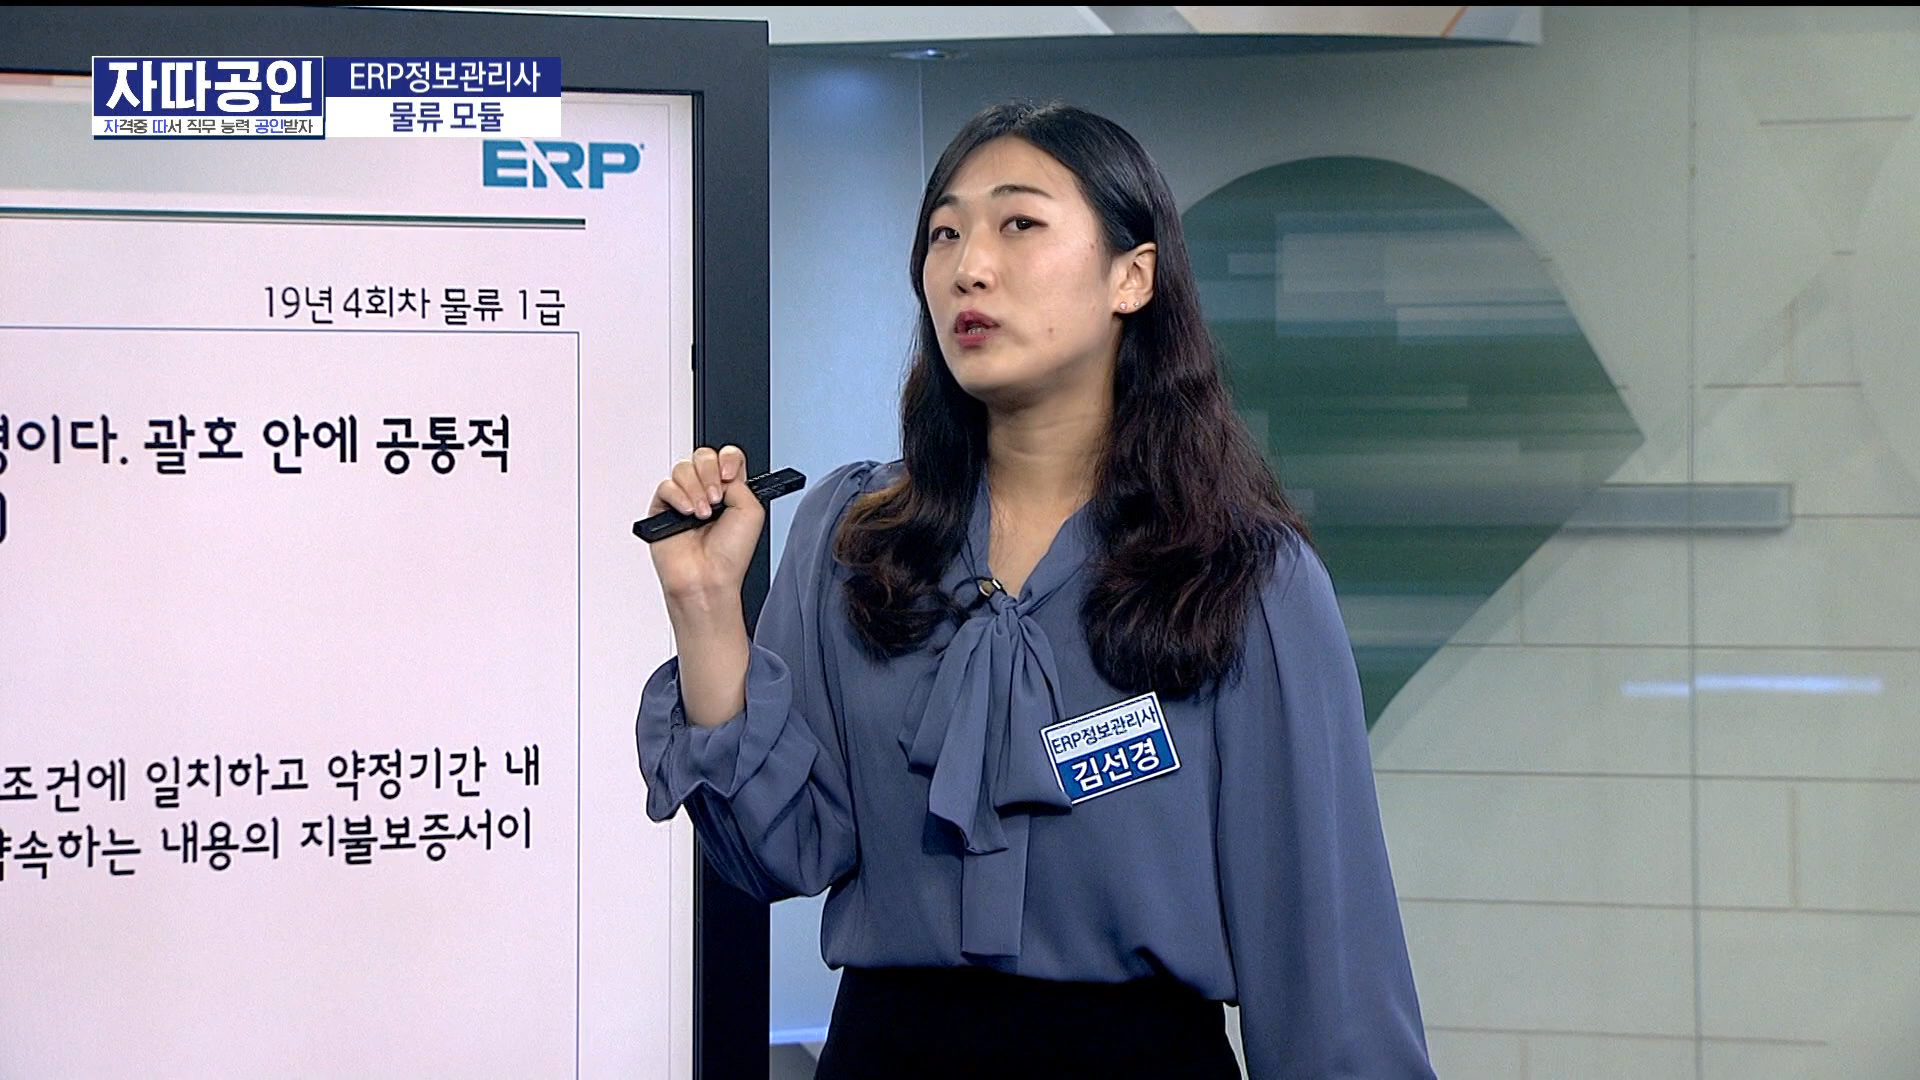 자따공인
자격증 따서 직무 능력 공인받자
ERP정보관리사
물류 모듈
ERP
19년 4회차 물류 1급
이다. 괄호 안에 공통적
조건에 일치하고 약정기간 내
속하는 내용의 지불보증서이
ERP정보관리사
김선경